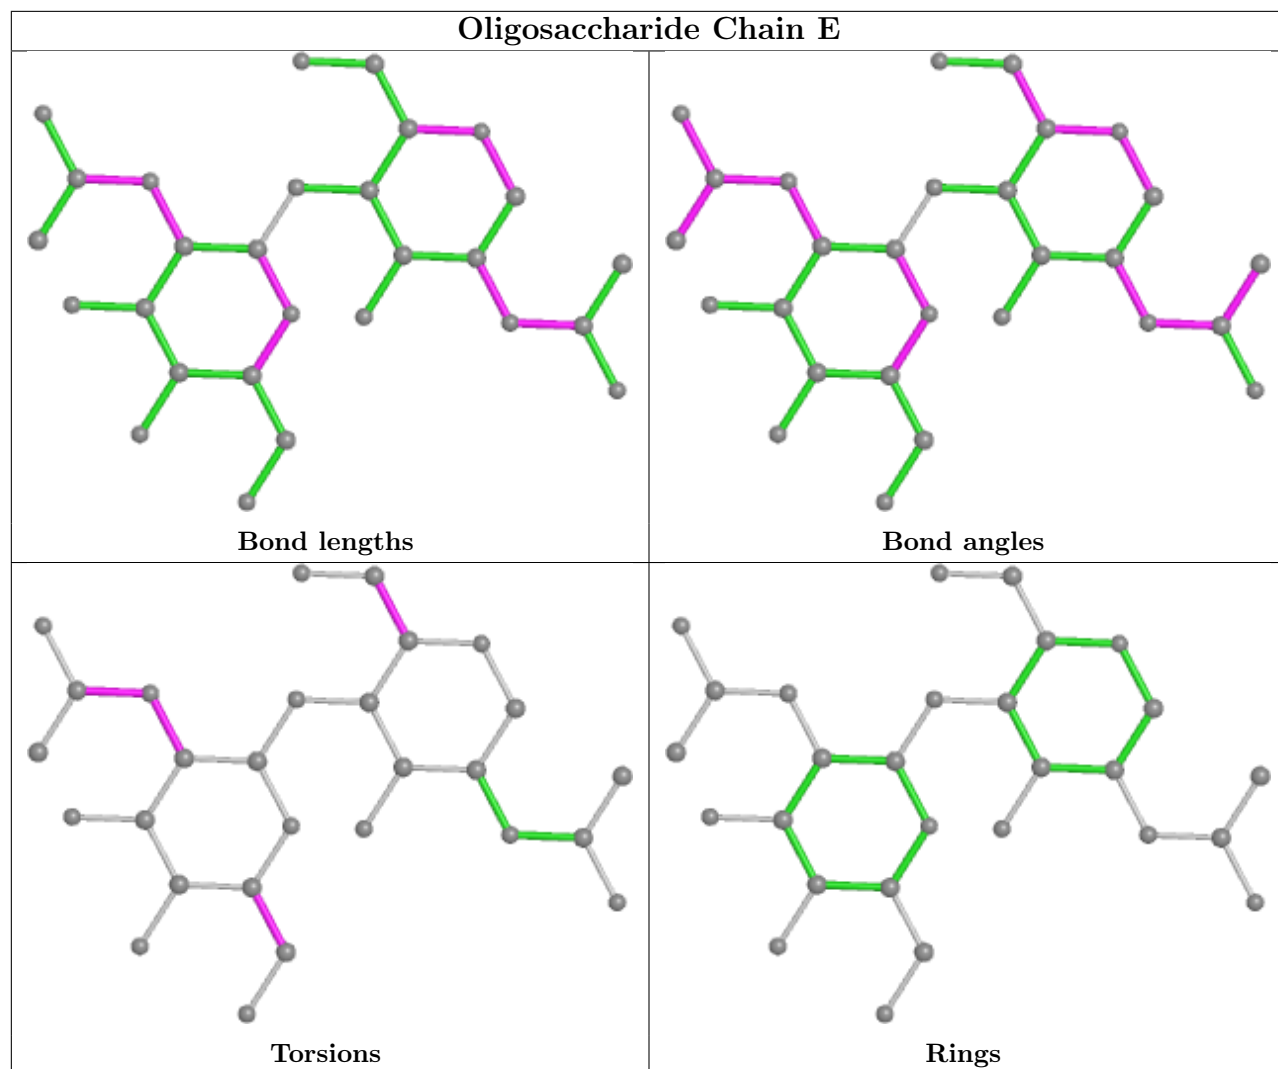 Oligosaccharide Chain E
Bond lengths
Bond angles
Torsions
Rings